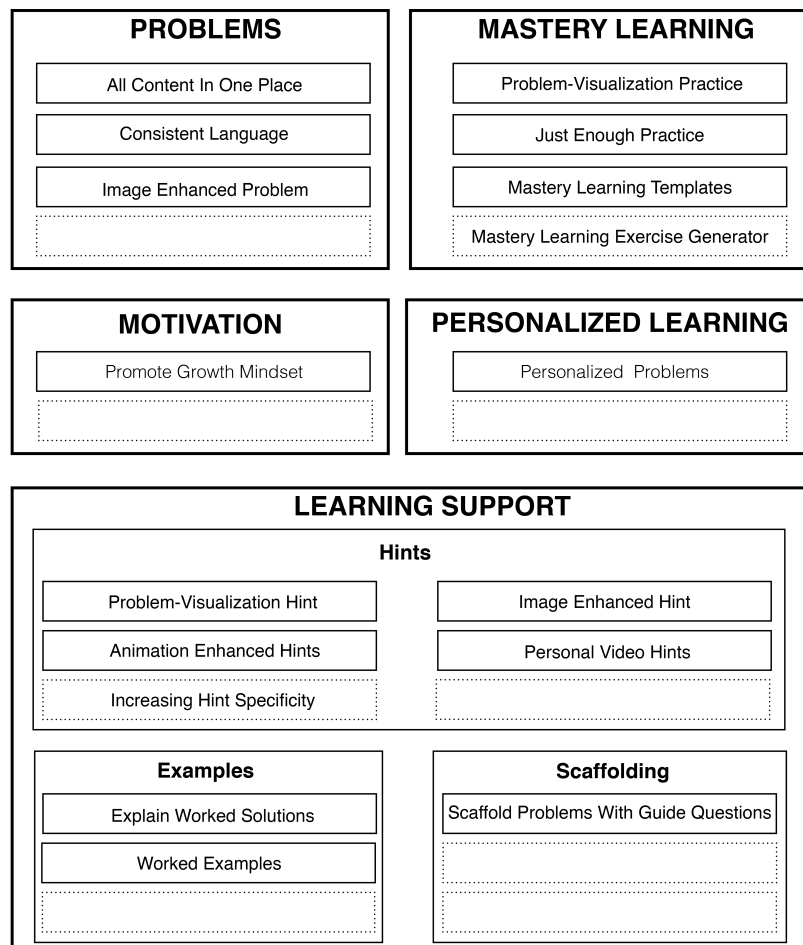 PROBLEMS
All Content In One Place
Consistent Language
Image Enhanced Problem
MASTERY LEARNING
Problem-Visualization Practice
Just Enough Practice
Mastery Learning Templates
Mastery Learning Exercise Generator
MOTIVATION
Promote Growth Mindset
PERSONALIZED LEARNING
Personalized Problems
LEARNING SUPPORT
Hints
Problem-Visualization Hint
Image Enhanced Hint
Animation Enhanced Hints
Personal Video Hints
Increasing Hint Specificity
Examples
Explain Worked Solutions
Worked Examples
Scaffolding
Scaffold Problems With Guide Questions